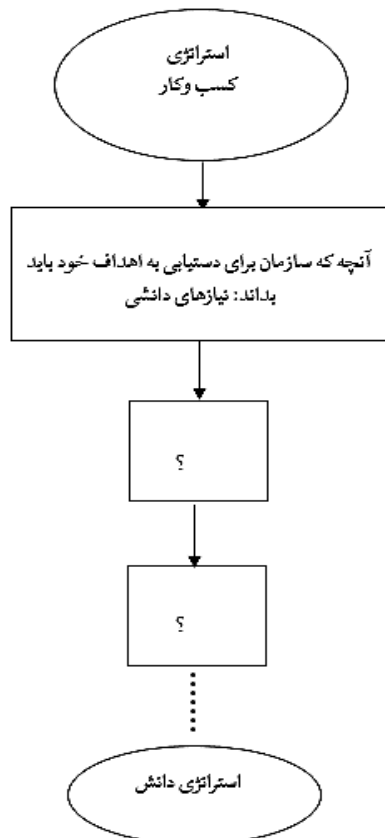 استراتژی
کسب وکار
آنچه که سازمان برای دستیابی به اهداف خود باید
بداند: نیازهای دانشی
؟
؟
استراتژی دانش